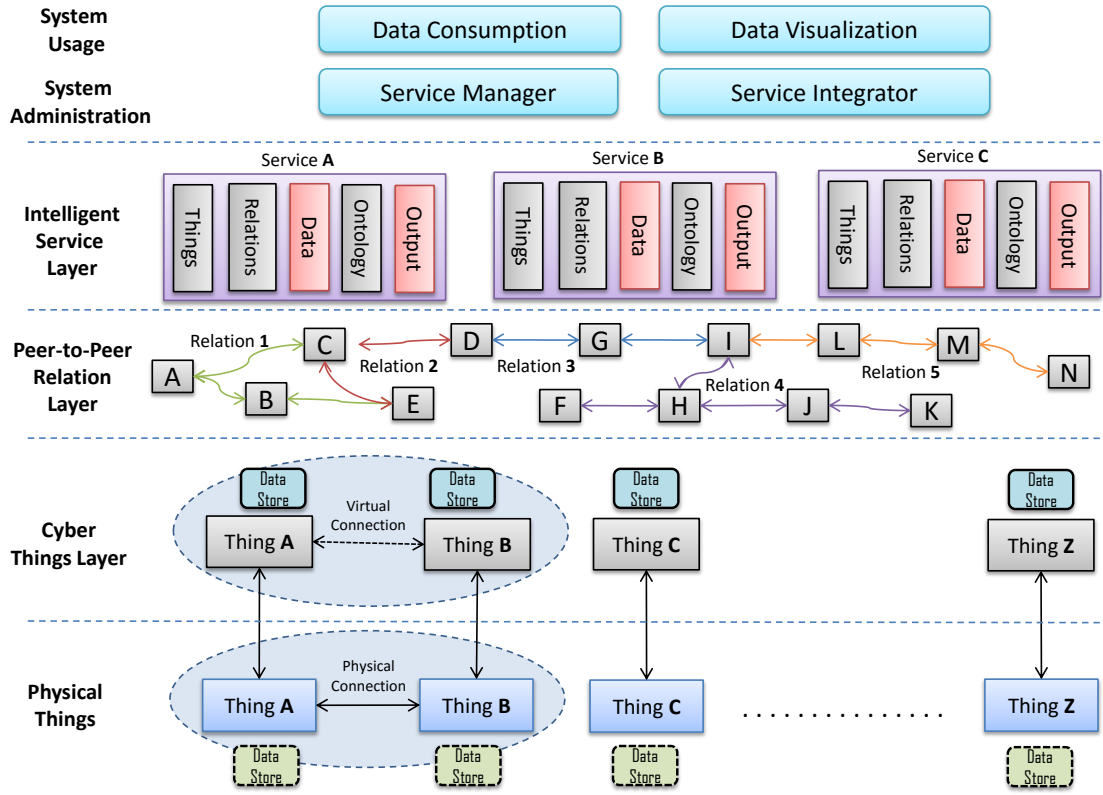 System
Usage
Data Consumption
Data Visualization
System
Administration
Service Manager
Service Integrator
Intelligent
Service
Layer
Service A
Things
Relations
Data
Ontology
Output
Service B
Things
Relations
Data
Ontology
Output
Service C
Things
Relations
Data
Ontology
Output
Peer-to-Peer
Relation
Layer
Relation 1
A
B
C
Relation 2
E
D
Relation 3
G
I
L
M
N
F
H
Relation 4
J
Relation 5
K
Cyber
Things Layer
Data
Store
Thing A
Virtual
Connection
Data
Store
Thing B
Data
Store
Thing C
Data
Store
Thing Z
Physical
Things
Thing A
Physical
Connection
Thing B
Thing C
. . . . . . . . . . . . . . .
Thing Z
Data
Store
Data
Store
Data
Store
Data
Store